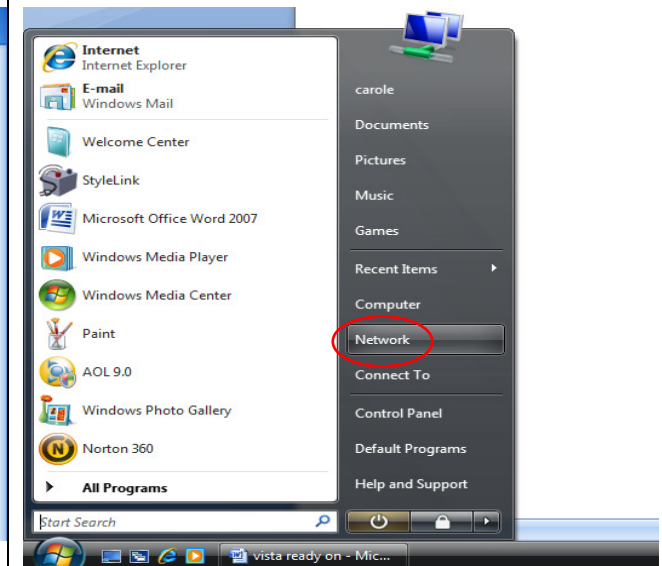 Internet
Internet Explorer
E-mail
Windows Mail
Welcome Center
StyleLink
Microsoft Office Word 2007
Windows Media Player
Windows Media Center
Paint
AOL 9.0
Windows Photo Gallery
Norton 360
All Programs
Start Search
carole
Documents
Pictures
Music
Games
Recent Items
Computer
Network
Connect To
Control Panel
Default Programs
Help and Support
vista ready on - Mic...